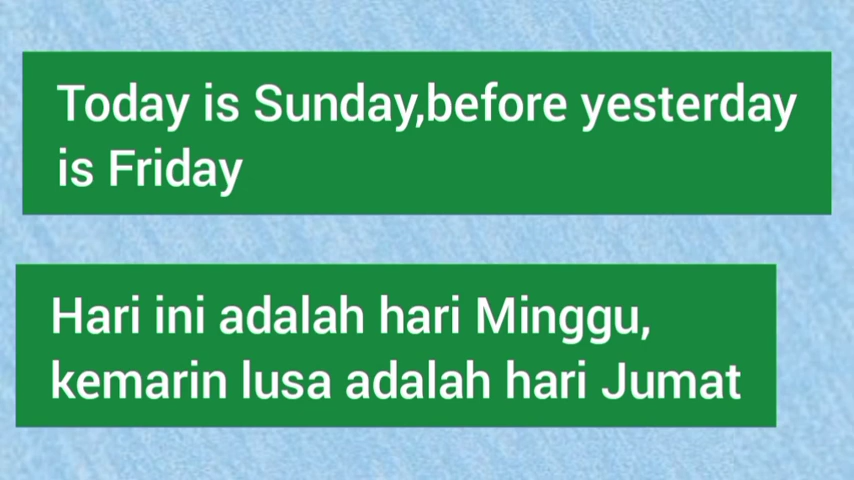 Today is Sunday,before yesterday
is Friday
Hari ini adalah hari Minggu,
kemarin lusa adalah hari Jumat